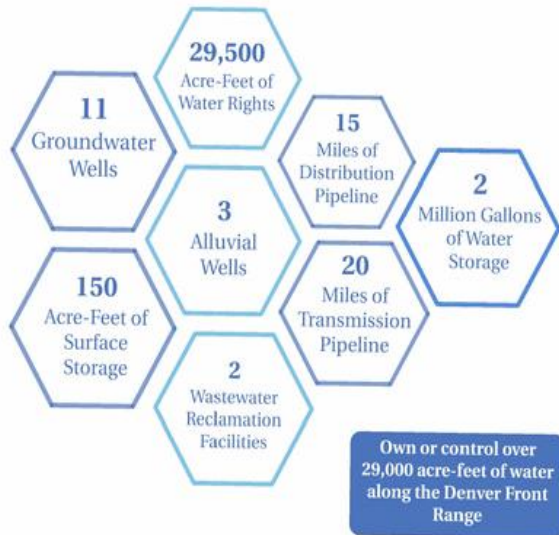 29,500
Acre-Feet of
Water Rights
11
Groundwater
Wells
15
Miles of
Distribution
Pipeline
2
Million Gallons
of Water
Storage
3
Alluvial
Wells
150
Acre-Feet of
Surface
Storage
20
Miles of
Transmission
Pipeline
2
Wastewater
Reclamation
Facilities
Own or control over
29,000 acre-feet of water
along the Denver Front
Range